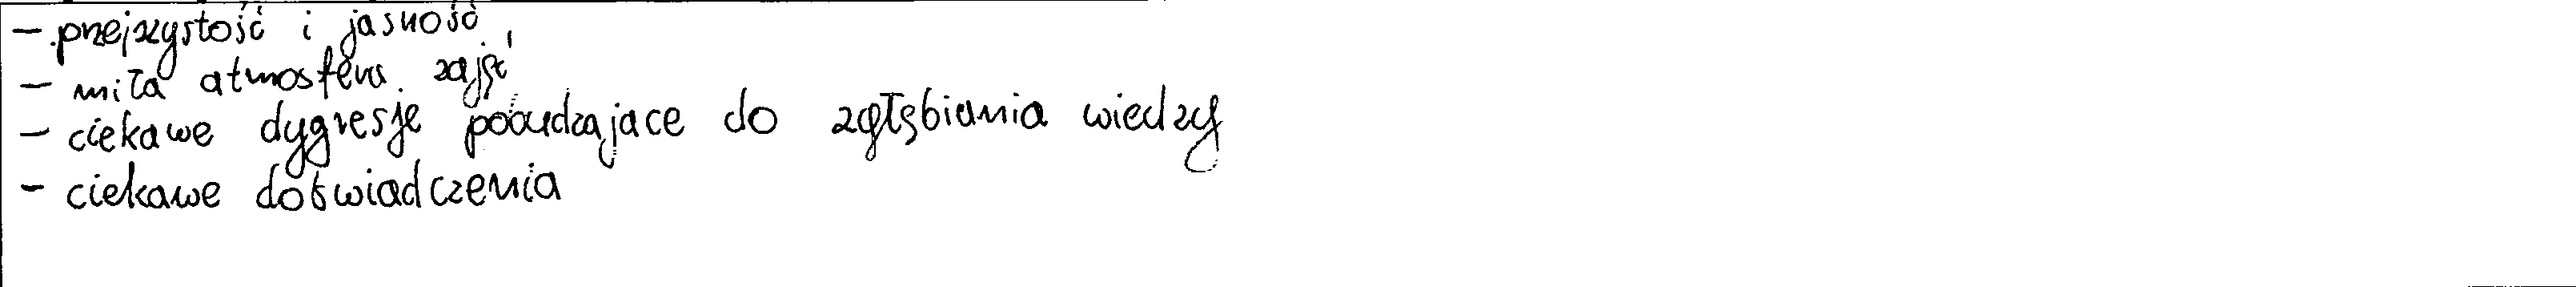 - przejrzystość i jasność
- miła atmosfera zajęć
- ciekawe dygresje pobudzające do zgłębiania wiedzy
- ciekawe doświadczenia